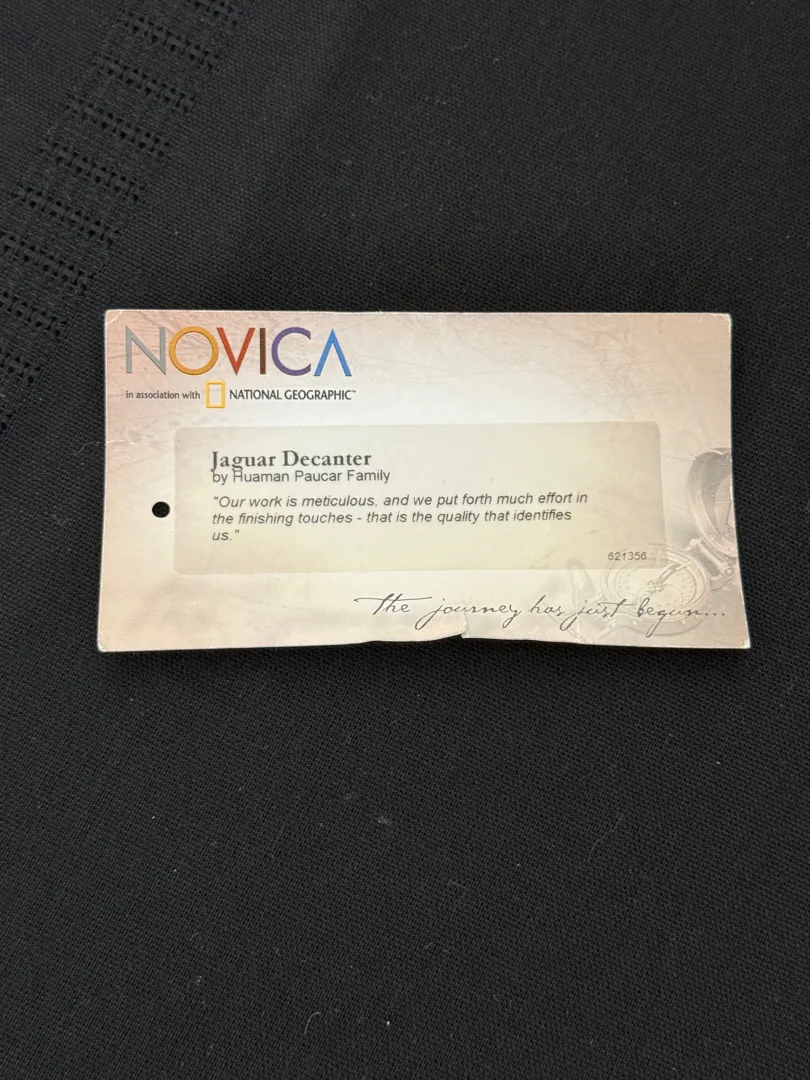 NOVICA
in association with NATIONAL GEOGRAPHIC™
Jaguar Decanter
by Huaman Paucar Family
"Our work is meticulous, and we put forth much effort in
the finishing touches - that is the quality that identifies
us."
621356
The journey has just begun...